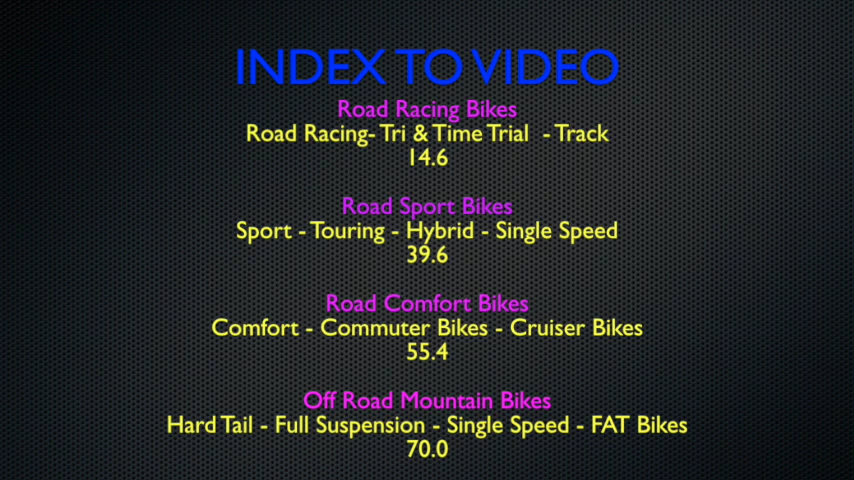 INDEX TO VIDEO
Road Racing Bikes
Road Racing- Tri & Time Trial - Track
14.6
Road Sport Bikes
Sport - Touring - Hybrid - Single Speed
39.6
Road Comfort Bikes
Comfort - Commuter Bikes - Cruiser Bikes
55.4
Off Road Mountain Bikes
Hard Tail - Full Suspension - Single Speed - FAT Bikes
70.0